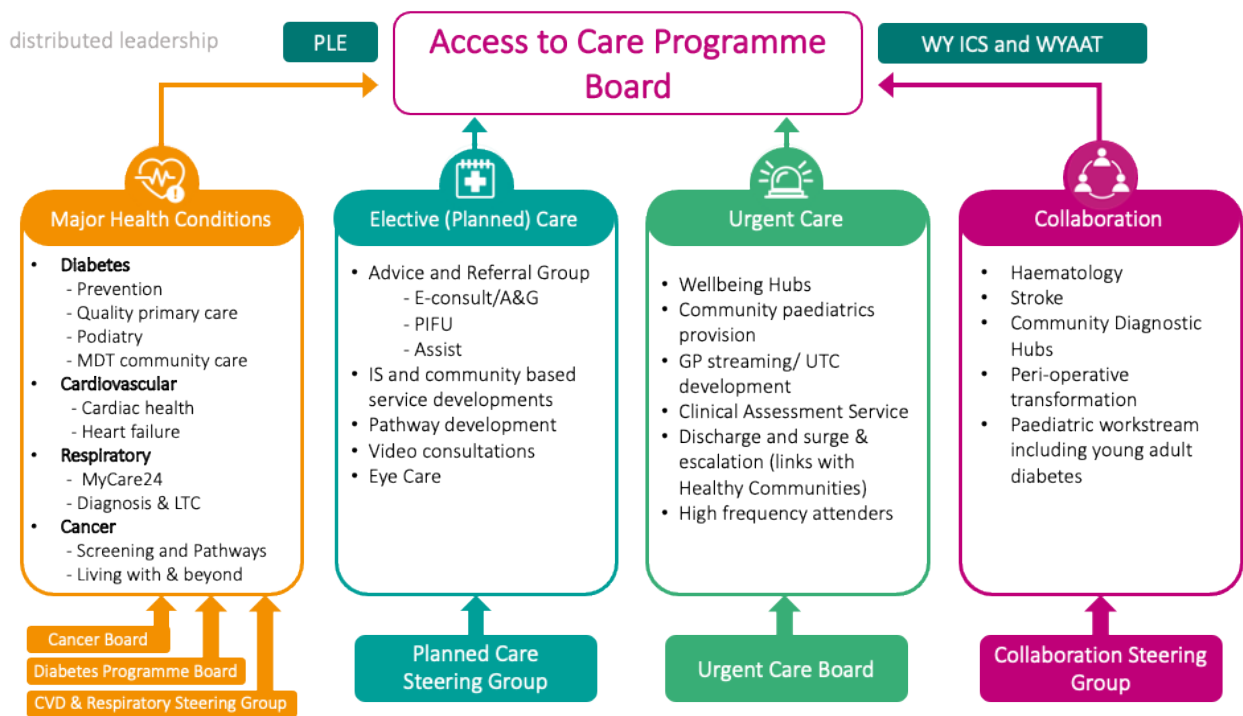 distributed leadership
PLE
Access to Care Programme
Board
WY ICS and WYAAT
Major Health Conditions
• Diabetes
- Prevention
- Quality primary care
- Podiatry
- MDT community care
• Cardiovascular
- Cardiac health
- Heart failure
• Respiratory
- MyCare24
- Diagnosis & LTC
• Cancer
- Screening and Pathways
- Living with & beyond
Cancer Board
Diabetes Programme Board
CVD & Respiratory Steering Group
Elective (Planned) Care
• Advice and Referral Group
- E-consult/A&G
- PIFU
- Assist
• IS and community based
service developments
• Pathway development
• Video consultations
• Eye Care
Planned Care
Steering Group
Urgent Care
• Wellbeing Hubs
• Community paediatrics
provision
• GP streaming/ UTC
development
• Clinical Assessment Service
• Discharge and surge &
escalation (links with
Healthy Communities)
• High frequency attenders
Urgent Care Board
Collaboration
• Haematology
• Stroke
• Community Diagnostic
Hubs
• Peri-operative
transformation
• Paediatric workstream
including young adult
diabetes
Collaboration Steering
Group